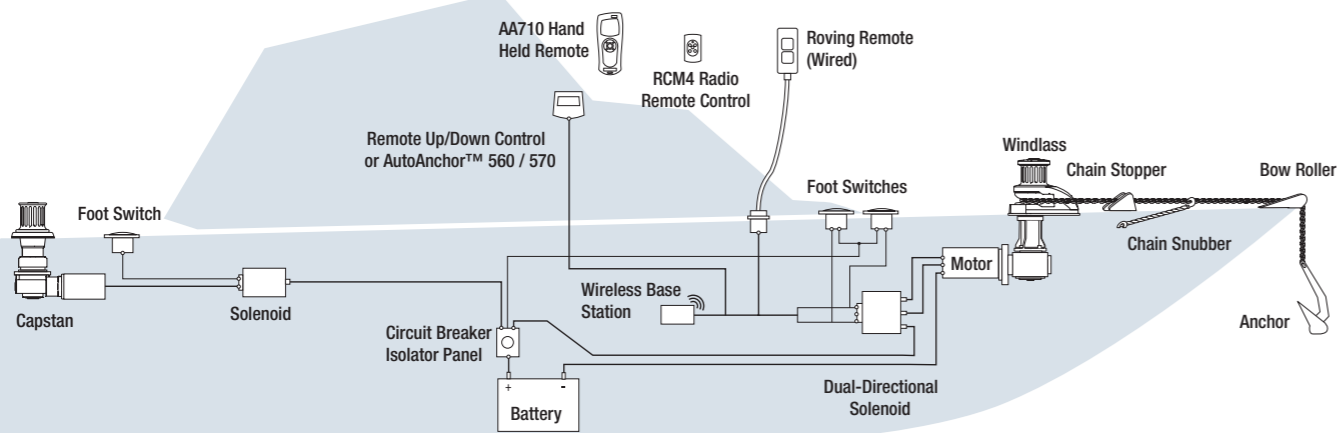 AA710 Hand
Held Remote
RCM4 Radio
Remote Control
Roving Remote
(Wired)
Remote Up/Down Control
or AutoAnchor™ 560 / 570
Windlass
Chain Stopper
Bow Roller
Foot Switch
Foot Switches
Chain Snubber
Motor
Capstan
Solenoid
Wireless Base
Station
Anchor
Circuit Breaker
Isolator Panel
Dual-Directional
Solenoid
+ -
Battery